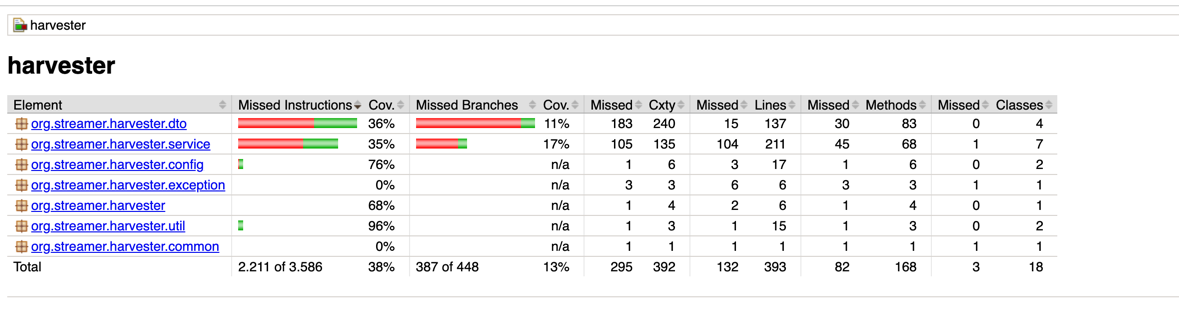 harvester
harvester
Element Missed Instructions Cov. Missed Branches Cov. Missed Cxty Missed Lines Missed Methods Missed Classes
org.streamer.harvester.dto 36% 11% 183 240 15 137 30 83 0 4
org.streamer.harvester.service 35% 17% 105 135 104 211 45 68 1 7
org.streamer.harvester.config 76% n/a 1 6 3 17 1 6 0 2
org.streamer.harvester.exception 0% n/a 3 3 6 6 3 3 1 1
org.streamer.harvester 68% n/a 1 4 2 6 1 4 0 1
org.streamer.harvester.util 96% n/a 1 3 1 15 1 3 0 2
org.streamer.harvester.common 0% n/a 1 1 1 1 1 1 1 1
Total 2.211 of 3.586 38% 387 of 448 13% 295 392 132 393 82 168 3 18